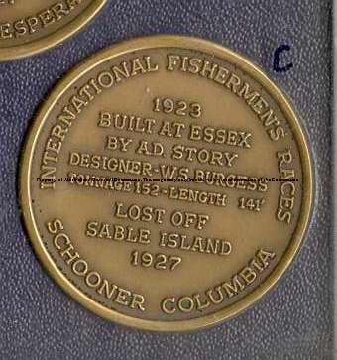 ESPERA
C
INTERNATIONAL FISHERMEN'S RACES
1923
BUILT AT ESSEX
BY A.D. STORY
DESIGNER-W.S. BURGESS
TONNAGE 152-LENGTH 141'
LOST OFF
SABLE ISLAND
1927
SCHOONER COLUMBIA